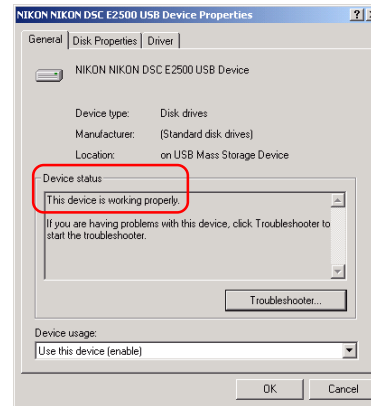 NIKON NIKON DSC E2500 USB Device Properties
General Disk Properties Driver
NIKON NIKON DSC E2500 USB Device
Device type: Disk drives
Manufacturer: (Standard disk drives)
Location: on USB Mass Storage Device
Device status
This device is working properly.
If you are having problems with this device, click Troubleshooter to
start the troubleshooter.
Troubleshooter...
Device usage:
Use this device (enable)
OK Cancel